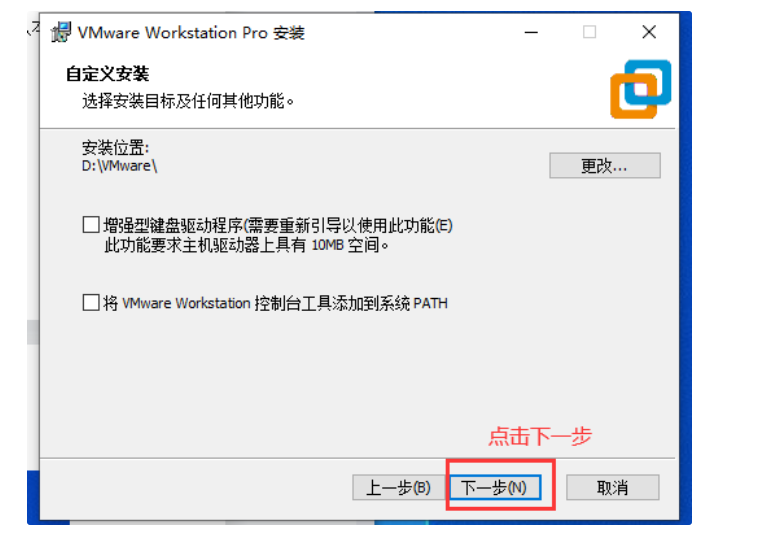 VMware Workstation Pro 安装
自定义安装
选择安装目标及任何其他功能。
安装位置:
D:\VMware\
更改...
增强型键盘驱动程序(需要重新引导以使用此功能(E)
此功能要求主机驱动器上具有 10MB 空间。
将 VMware Workstation 控制台工具添加到系统 PATH
点击下一步
上一步(B)
下一步(N)
取消